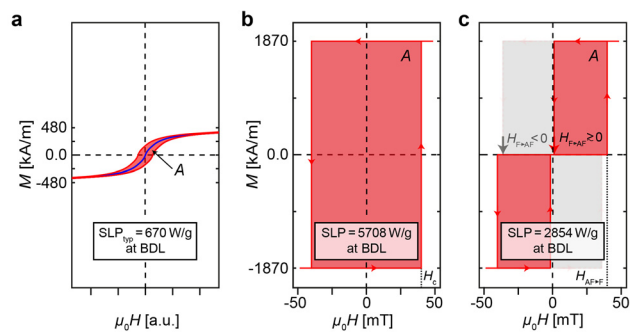 a
M [kA/m]
480
0.0
-480
A
SLPtyp = 670 W/g
at BDL
μ0H [a.u.]
b
M [kA/m]
1870
0.0
-1870
A
SLP = 5708 W/g
at BDL
Hc
-50
0
50
μ0H [mT]
c
A
HF➔AF < 0
HF➔AF ≥ 0
SLP = 2854 W/g
at BDL
HAF➔F
-50
0
50
μ0H [mT]